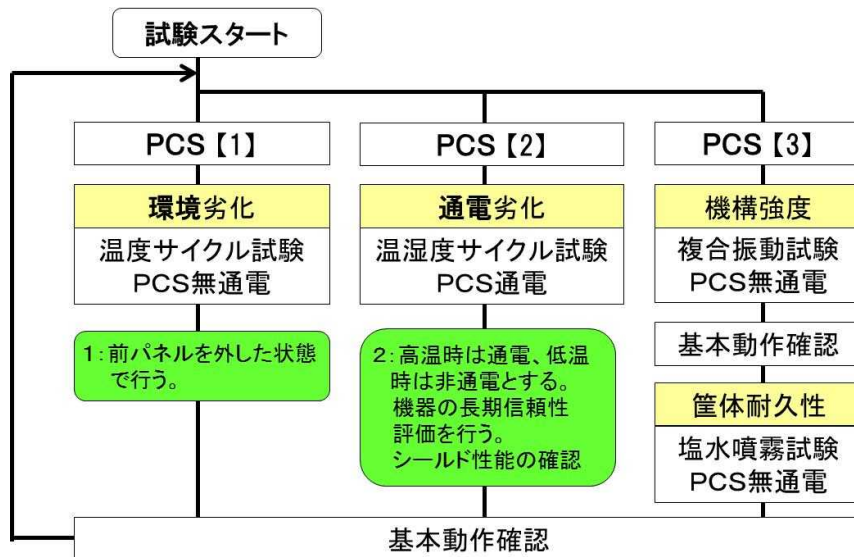 試験スタート
PCS【1】
環境劣化
温度サイクル試験
PCS無通電
1:前パネルを外した状態
で行う。
PCS【2】
通電劣化
温湿度サイクル試験
PCS通電
2:高温時は通電、低温
時は非通電とする。
機器の長期信頼性
評価を行う。
シールド性能の確認
PCS【3】
機構強度
複合振動試験
PCS無通電
基本動作確認
筐体耐久性
塩水噴霧試験
PCS無通電
基本動作確認